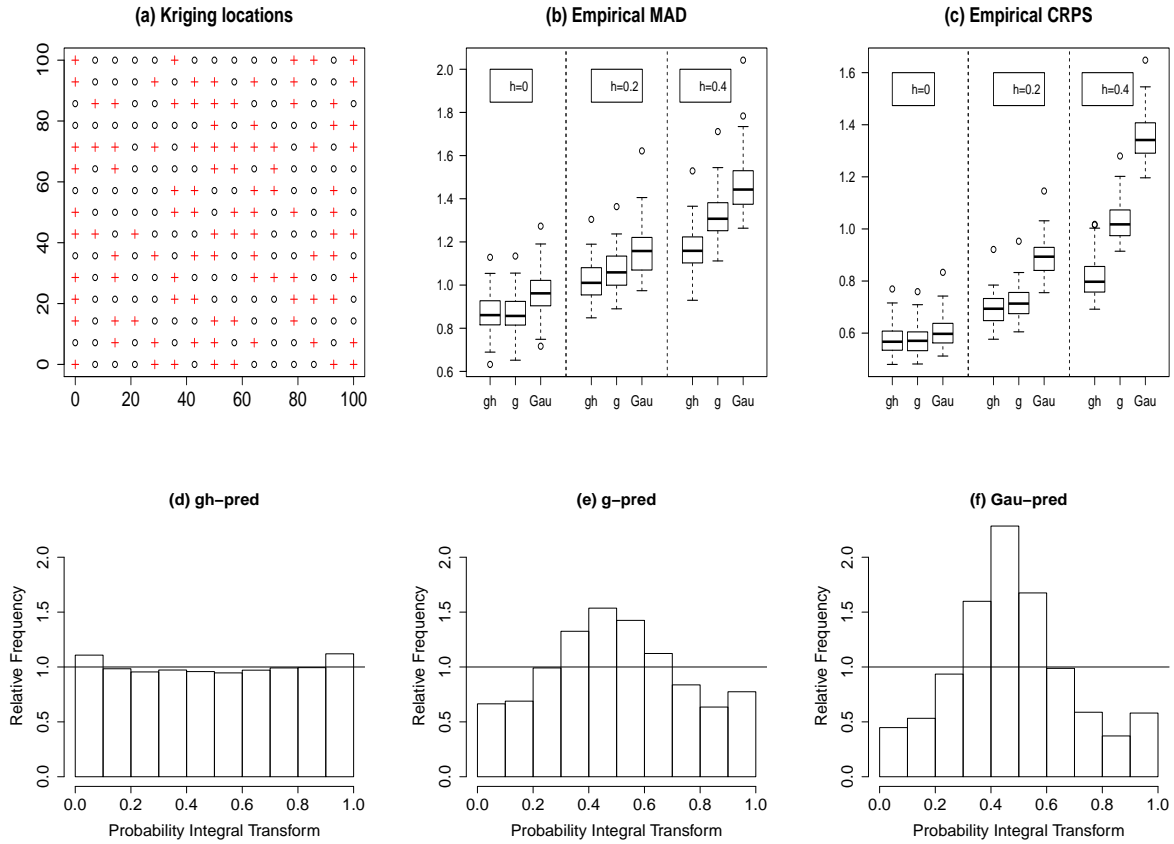 (a) Kriging locations
100
80
60
40
20
0
0 20 40 60 80 100
(b) Empirical MAD
2.0
1.8
1.6
1.4
1.2
1.0
0.8
0.6
h=0
h=0.2
h=0.4
gh g Gau gh g Gau gh g Gau
(c) Empirical CRPS
1.6
1.4
1.2
1.0
0.8
0.6
h=0
h=0.2
h=0.4
gh g Gau gh g Gau gh g Gau
(d) gh-pred
Relative Frequency
2.0
1.5
1.0
0.5
0.0
0.0 0.2 0.4 0.6 0.8 1.0
Probability Integral Transform
(e) g-pred
Relative Frequency
2.0
1.5
1.0
0.5
0.0
0.0 0.2 0.4 0.6 0.8 1.0
Probability Integral Transform
(f) Gau-pred
Relative Frequency
2.0
1.5
1.0
0.5
0.0
0.0 0.2 0.4 0.6 0.8 1.0
Probability Integral Transform